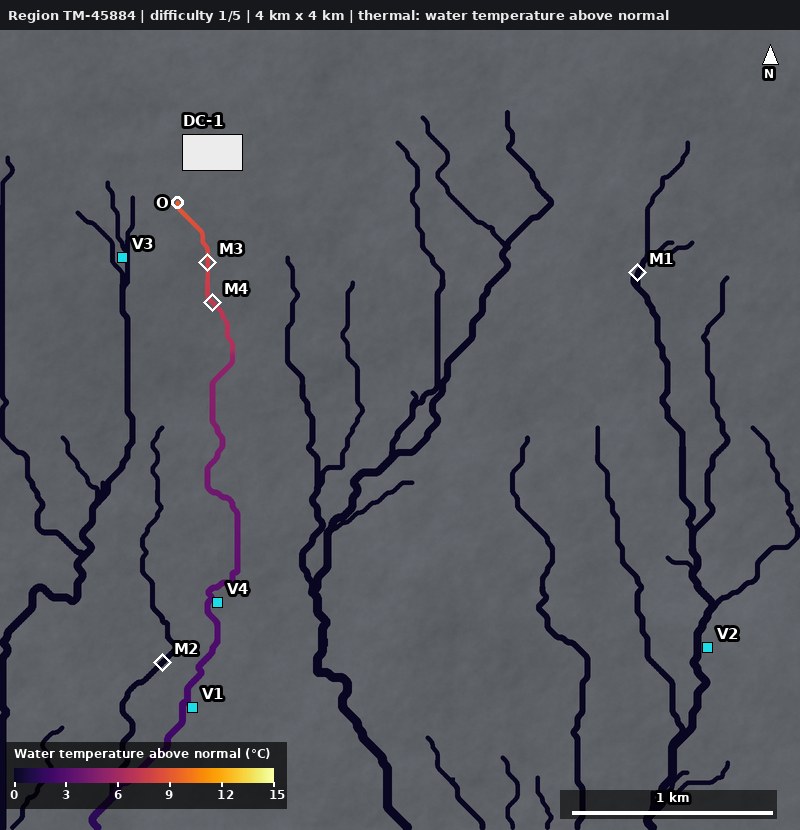 Region TM-45884 | difficulty 1/5 | 4 km x 4 km | thermal: water temperature above normal
N
DC-1
O
V3
M3
M1
M4
V4
V2
M2
V1
Water temperature above normal (°C)
0 3 6 9 12 15
1 km